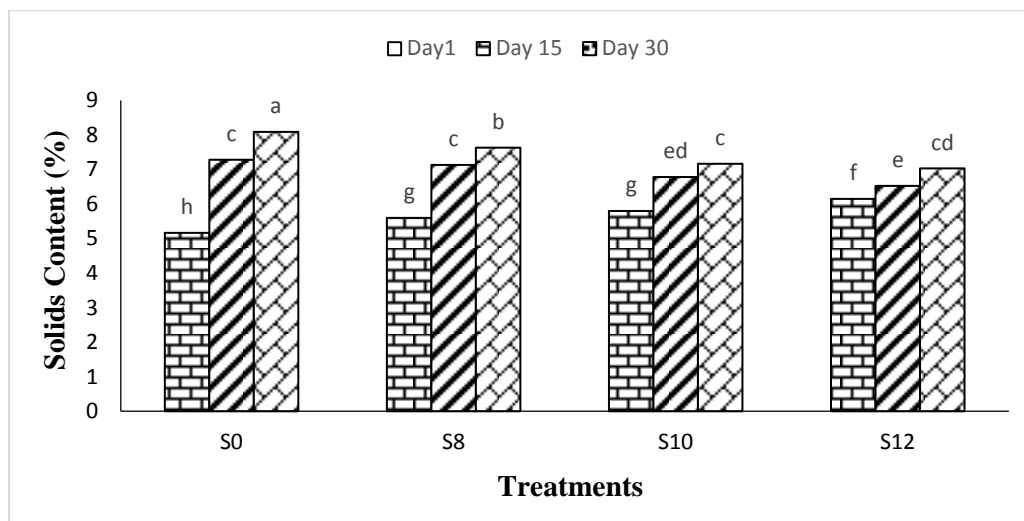 Day1 Day 15 Day 30
Solids Content (%)
9
8
7
6
5
4
3
2
1
0
h c a
g c b
g ed c
f e cd
S0 S8 S10 S12
Treatments